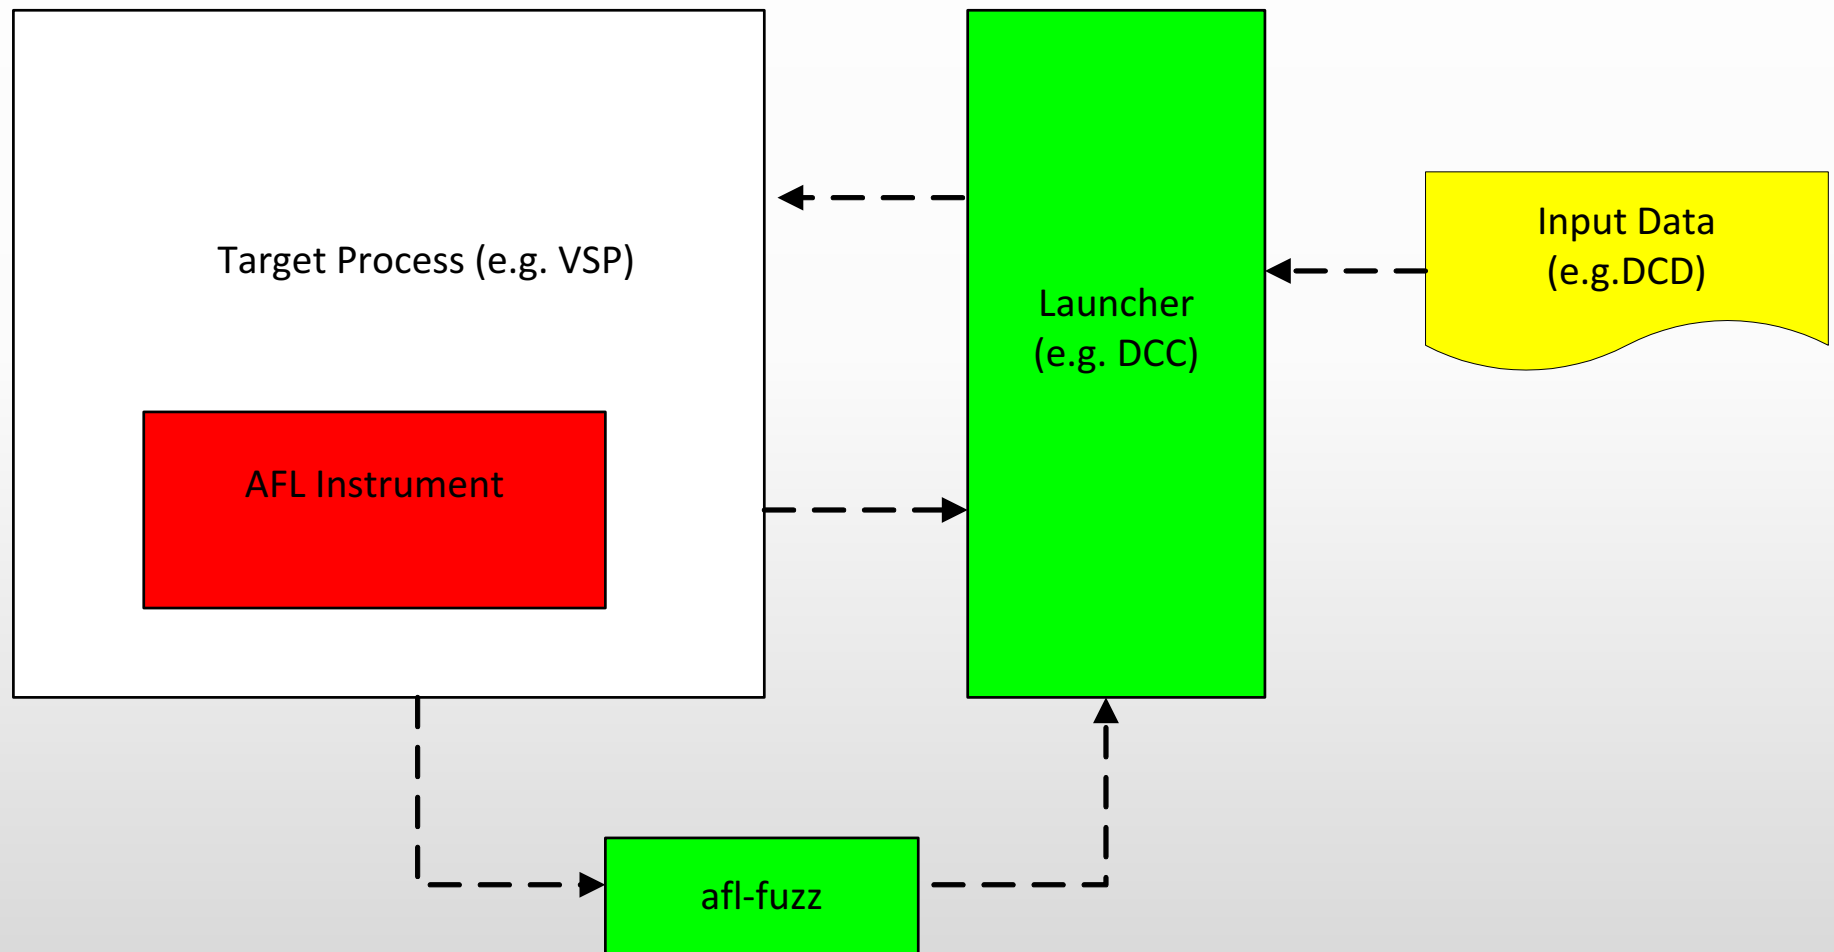 Target Process (e.g. VSP)
AFL Instrument
Launcher
(e.g. DCC)
Input Data
(e.g.DCD)
afl-fuzz